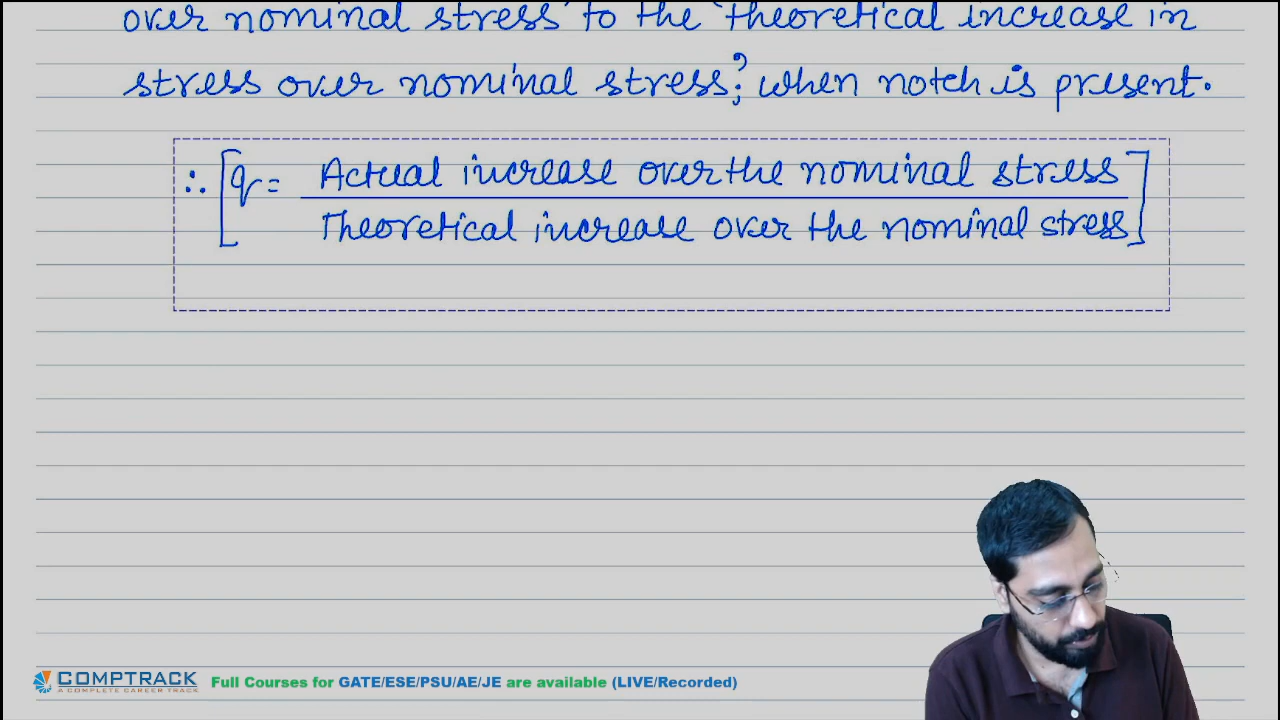 over nominal stress to the theoretical increase in
stress over nominal stress; when notch is present.
∴ [q = Actual increase over the nominal stress
Theoretical increase over the nominal stress]
COMPTRACK
A COMPLETE CAREER TRACK
Full Courses for GATE/ESE/PSU/AE/JE are available (LIVE/Recorded)